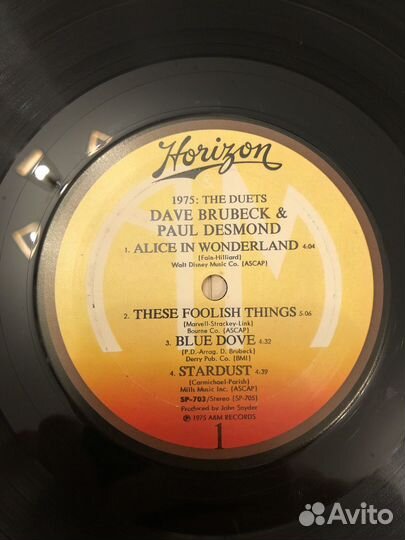 Horizon
1975: THE DUETS
DAVE BRUBECK &
PAUL DESMOND
1. ALICE IN WONDERLAND 4:04
(Fain-Hilliard)
Walt Disney Music Co. (ASCAP)
2. THESE FOOLISH THINGS 5:06
(Marvell-Strackey-Link)
Bourne Co. (ASCAP)
3. BLUE DOVE 4:32
(P.D.-Arrag. D. Brubeck)
Derry Pub. Co. (BMI)
4. STARDUST 4:39
(Carmichael-Parish)
Mills Music Inc. (ASCAP)
SP-703/Stereo (SP-705)
Produced by John Snyder
℗ 1975 A&M RECORDS
1
Avito